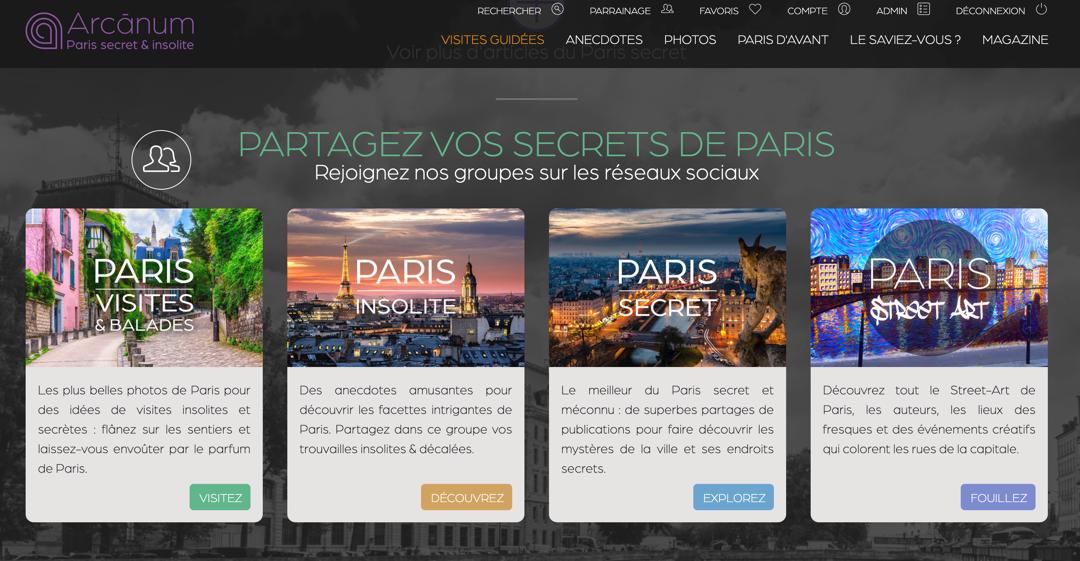 Arcānum
Paris secret & insolite
RECHERCHER
PARRAINAGE
FAVORIS
COMPTE
ADMIN
DÉCONNEXION
VISITES GUIDÉES
ANECDOTES
PHOTOS
PARIS D'AVANT
LE SAVIEZ-VOUS ?
MAGAZINE
Voir plus d'articles du Paris secret
PARTAGEZ VOS SECRETS DE PARIS
Rejoignez nos groupes sur les réseaux sociaux
PARIS
VISITES
& BALADES
Les plus belles photos de Paris pour
des idées de visites insolites et
secrètes : flânez sur les sentiers et
laissez-vous envoûter par le parfum
de Paris.
VISITEZ
PARIS
INSOLITE
Des anecdotes amusantes pour
découvrir les facettes intrigantes de
Paris. Partagez dans ce groupe vos
trouvailles insolites & décalées.
DÉCOUVREZ
PARIS
SECRET
Le meilleur du Paris secret et
méconnu : de superbes partages de
publications pour faire découvrir les
mystères de la ville et ses endroits
secrets.
EXPLOREZ
PARIS
STREET ART
Découvrez tout le Street-Art de
Paris, les auteurs, les lieux des
fresques et des événements créatifs
qui colorent les rues de la capitale.
FOUILLEZ